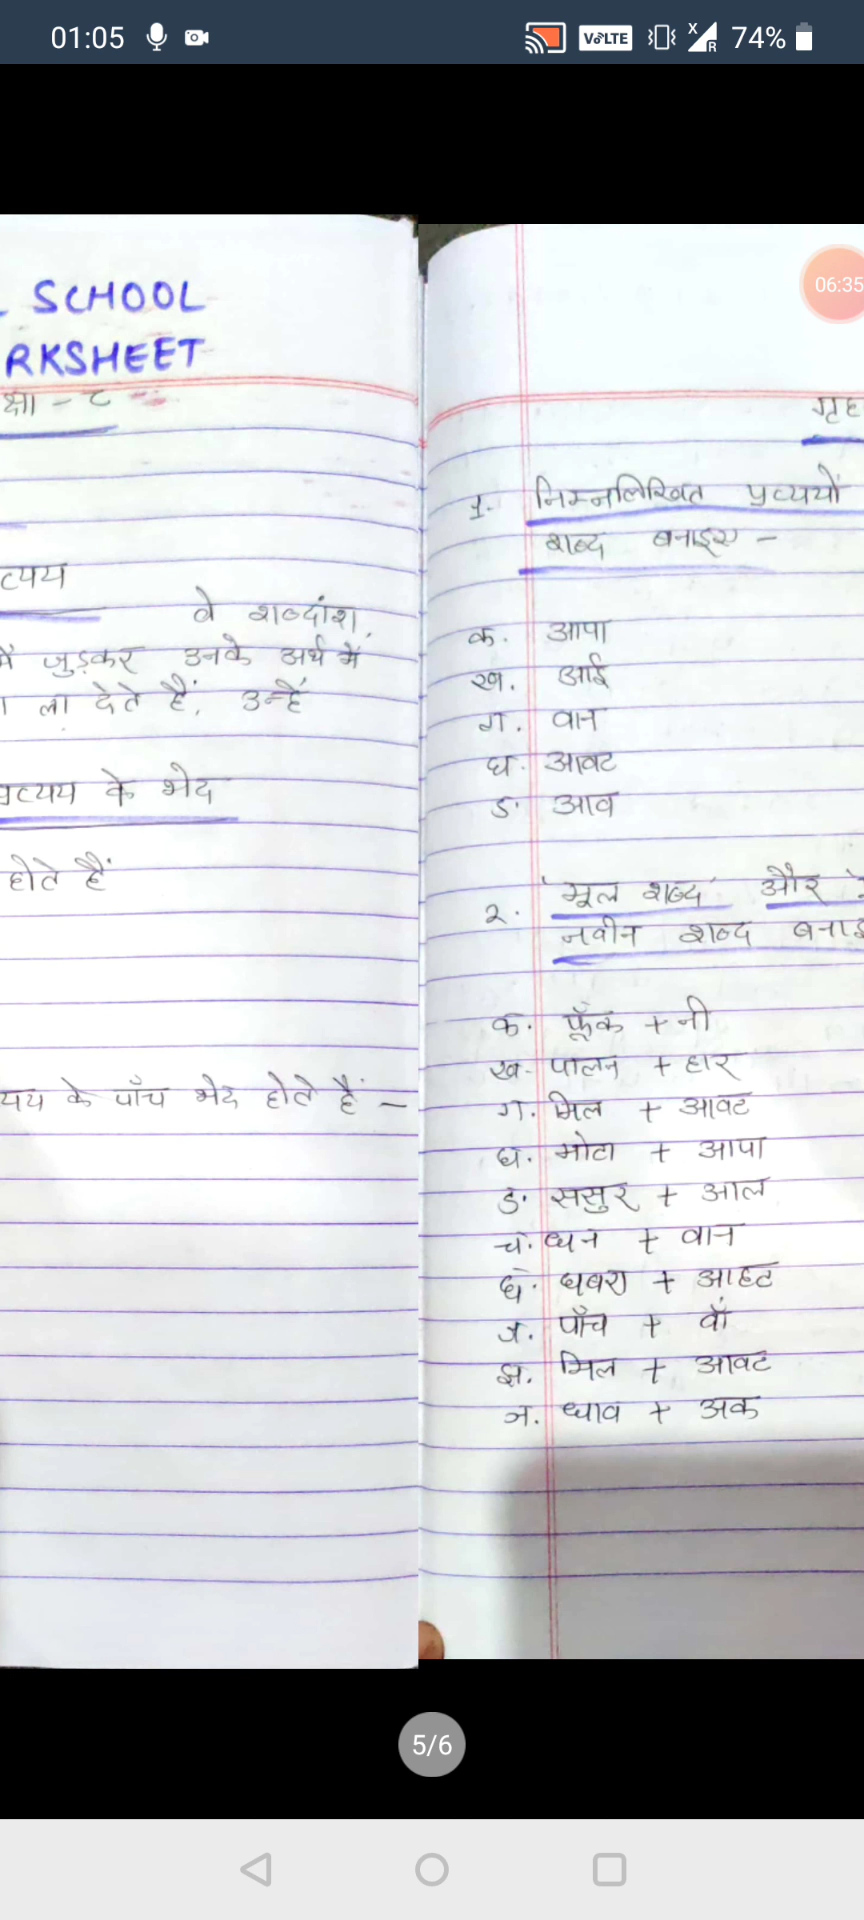 01:05
VoLTE
X
R
74%
SCHOOL
RKSHEET
क्षा - ८
त्यय
वे शब्दांश,
में जुड़कर उनके अर्थ में
ला देते हैं, उन्हें
प्रत्यय के भेद
होते हैं
यय के पाँच भेद होते हैं -
06:35
गृह
1. निम्नलिखित प्रत्ययों
शब्द बनाइए -
क. आपा
ख. आई
ग. वान
घ. आवट
ङ. आव
२. 'मूल शब्द' और
नवीन शब्द बनाइ
क. फूँक + नी
ख. पालन + हार
ग. मिल + आवट
घ. मोटा + आपा
ङ. ससुर + आल
च. धन + वान
छ. घबरा + आहट
ज. पाँच + वाँ
झ. मिल + आवट
ञ. धाव + अक
5/6